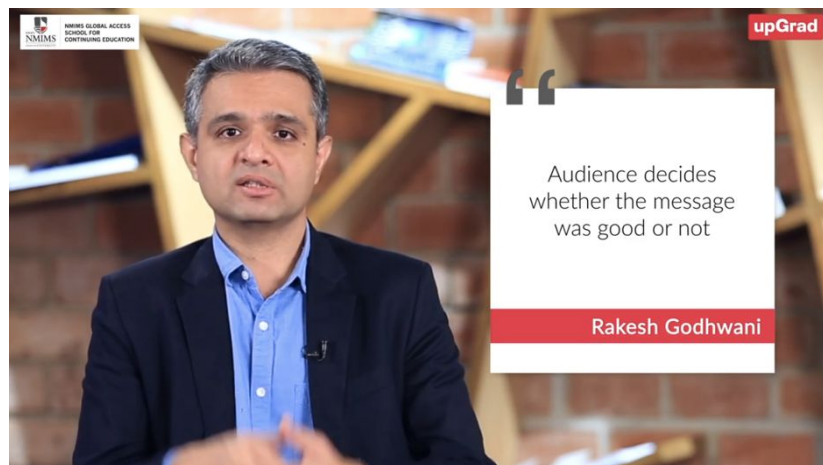 NMIMS
NMIMS GLOBAL ACCESS
SCHOOL FOR
CONTINUING EDUCATION
upGrad
Audience decides
whether the message
was good or not
Rakesh Godhwani